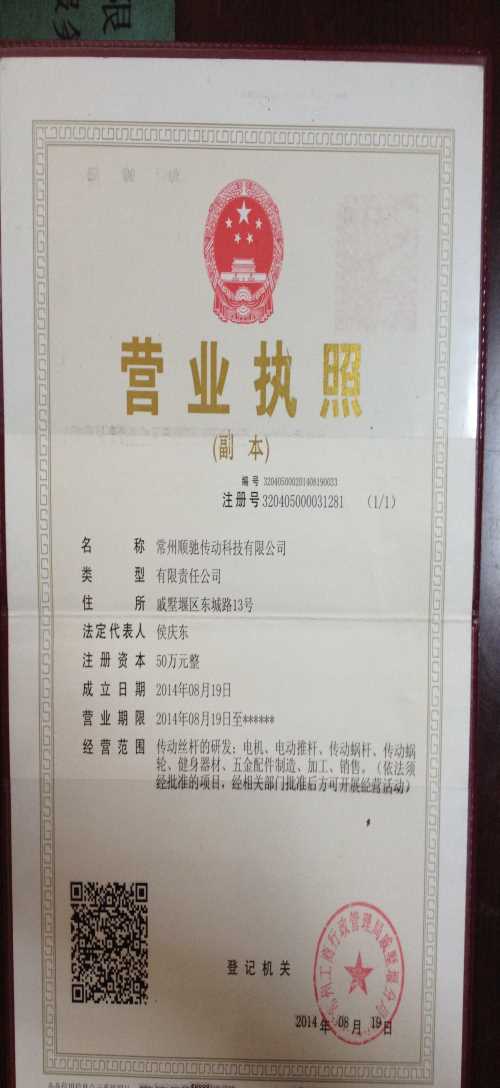 营业执照
(副 本)
编 号 320405000201408190033
注册号 320405000031281 (1/1)
名 称 常州顺驰传动科技有限公司
类 型 有限责任公司
住 所 戚墅堰区东城路13号
法定代表人 侯庆东
注册资本 50万元整
成立日期 2014年08月19日
营业期限 2014年08月19日至******
经营范围 传动丝杆的研发；电机、电动推杆、传动蜗杆、传动蜗
轮、健身器材、五金配件制造、加工、销售。（依法须
经批准的项目，经相关部门批准后方可开展经营活动）
登记机关
2014 年 08 月 19 日